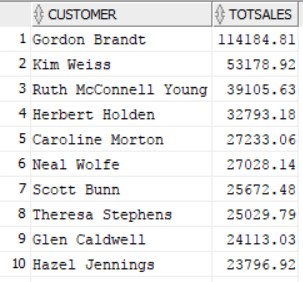 CUSTOMER TOTSALES
1 Gordon Brandt 114184.81
2 Kim Weiss 53178.92
3 Ruth McConnell Young 39105.63
4 Herbert Holden 32793.18
5 Caroline Morton 27233.06
6 Neal Wolfe 27028.14
7 Scott Bunn 25672.48
8 Theresa Stephens 25029.79
9 Glen Caldwell 24113.03
10 Hazel Jennings 23796.92